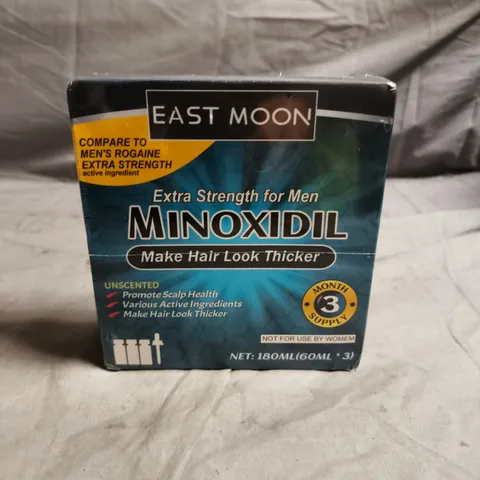 EAST MOON
COMPARE TO
MEN'S ROGAINE
EXTRA STRENGTH
active ingredient
Extra Strength for Men
MINOXIDIL
Make Hair Look Thicker
UNSCENTED
Promote Scalp Health
Various Active Ingredients
Make Hair Look Thicker
MONTH
3
SUPPLY
NOT FOR USE BY WOMEM
NET: 180ML(60ML * 3)